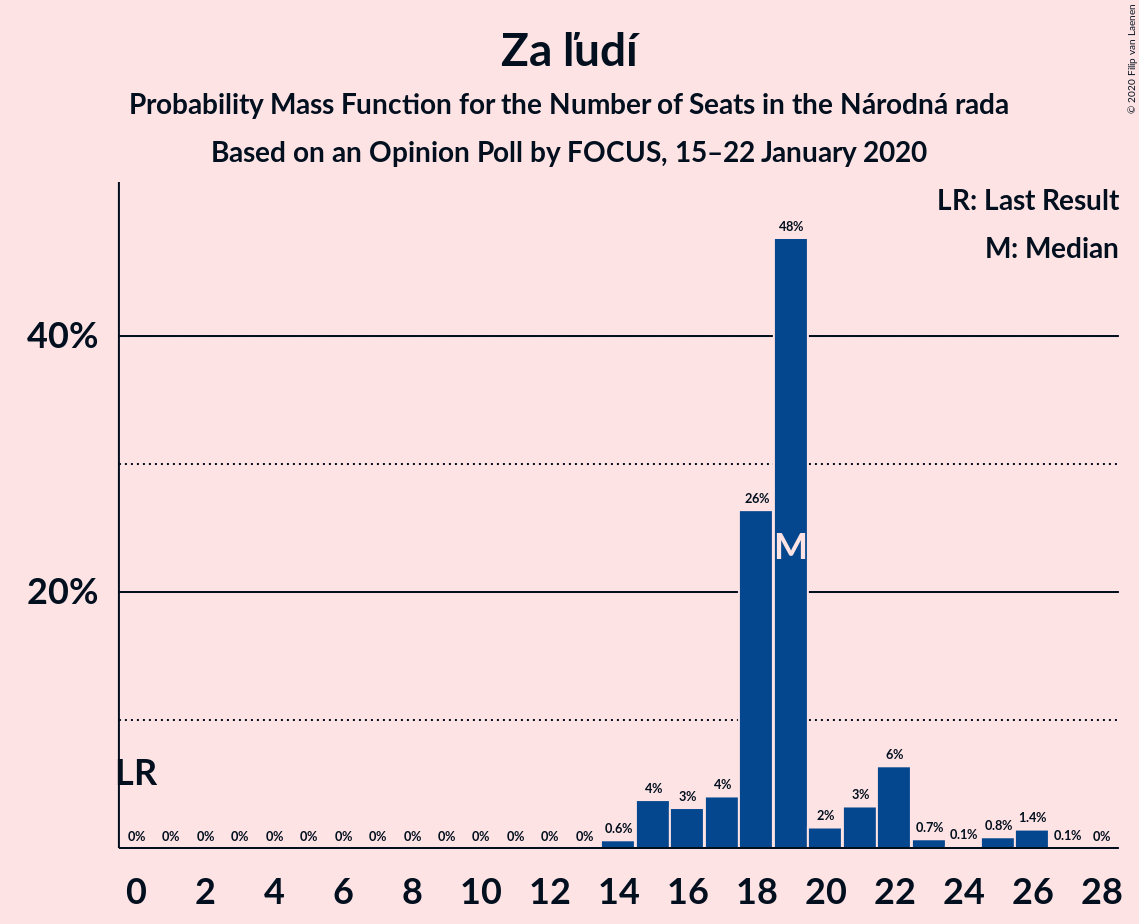 Za ľudí
Probability Mass Function for the Number of Seats in the Národná rada
Based on an Opinion Poll by FOCUS, 15–22 January 2020
© 2020 Filip van Laenen
LR: Last Result
M: Median
40%
20%
LR
M
0% 0% 0% 0% 0% 0% 0% 0% 0% 0% 0% 0% 0% 0% 0.6% 4% 3% 4% 26% 48% 2% 3% 6% 0.7% 0.1% 0.8% 1.4% 0.1% 0%
0 2 4 6 8 10 12 14 16 18 20 22 24 26 28